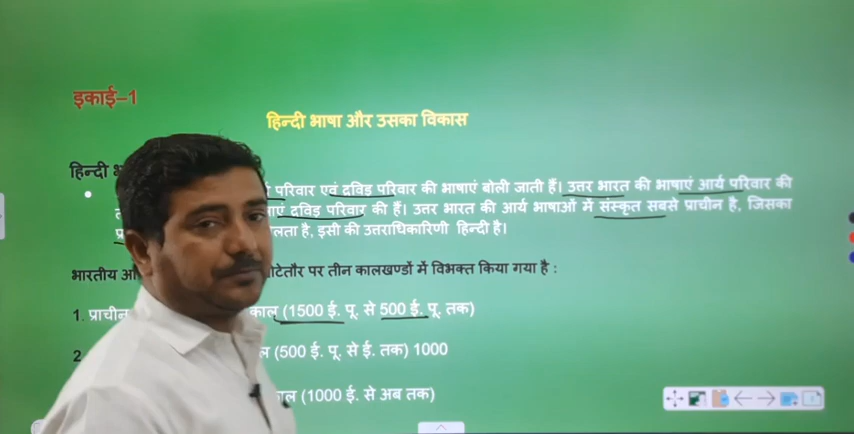 इकाई–1
हिन्दी भाषा और उसका विकास
हिन्दी
परिवार एवं द्रविड़ परिवार की भाषाएं बोली जाती हैं। उत्तर भारत की भाषाएं आर्य परिवार की
द्रविड़ परिवार की हैं। उत्तर भारत की आर्य भाषाओं में संस्कृत सबसे प्राचीन है, जिसका
है, इसी की उत्तराधिकारिणी हिन्दी है।
भारतीय पर तीन कालखण्डों में विभक्त किया गया है :
1. प्राचीन काल (1500 ई. पू. से 500 ई. पू. तक)
2 (500 ई. पू. से ई. तक) 1000
(1000 ई. से अब तक)